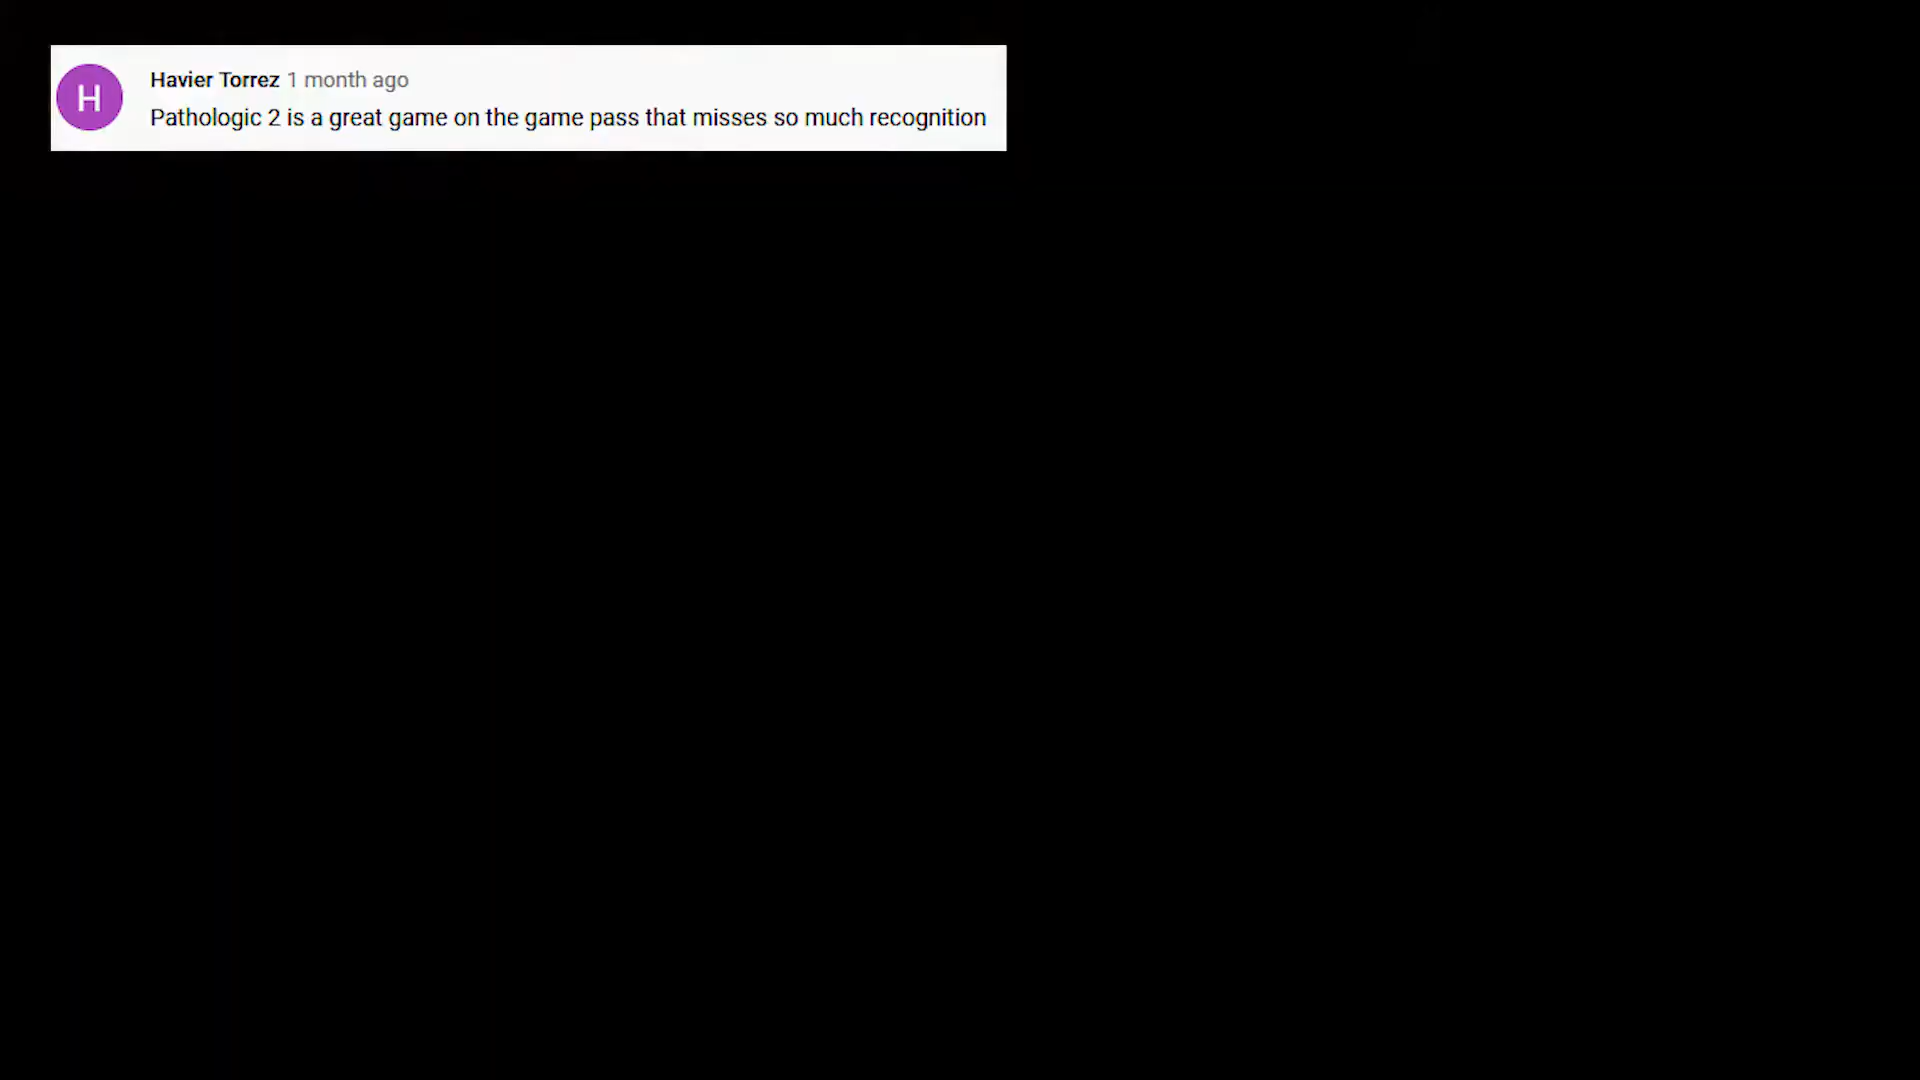 H
Havier Torrez 1 month ago
Pathologic 2 is a great game on the game pass that misses so much recognition